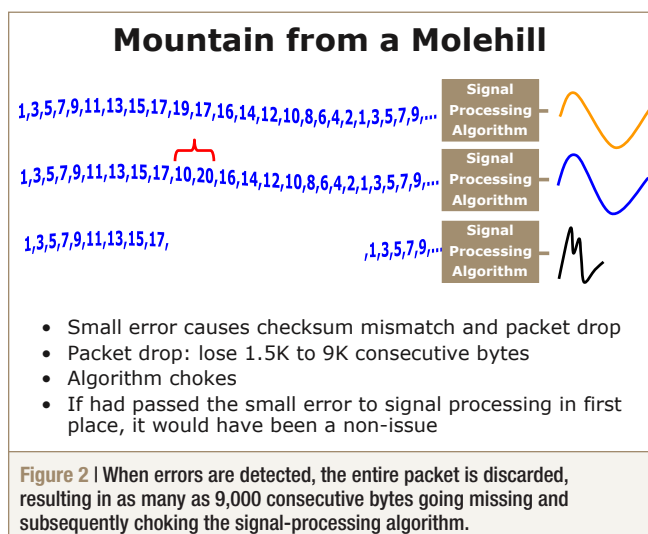 Mountain from a Molehill
1,3,5,7,9,11,13,15,17,19,17,16,14,12,10,8,6,4,2,1,3,5,7,9,...
Signal
Processing
Algorithm
1,3,5,7,9,11,13,15,17,10,20,16,14,12,10,8,6,4,2,1,3,5,7,9,...
Signal
Processing
Algorithm
1,3,5,7,9,11,13,15,17,
,1,3,5,7,9,...
Signal
Processing
Algorithm
• Small error causes checksum mismatch and packet drop
• Packet drop: lose 1.5K to 9K consecutive bytes
• Algorithm chokes
• If had passed the small error to signal processing in first
place, it would have been a non-issue
Figure 2 | When errors are detected, the entire packet is discarded,
resulting in as many as 9,000 consecutive bytes going missing and
subsequently choking the signal-processing algorithm.